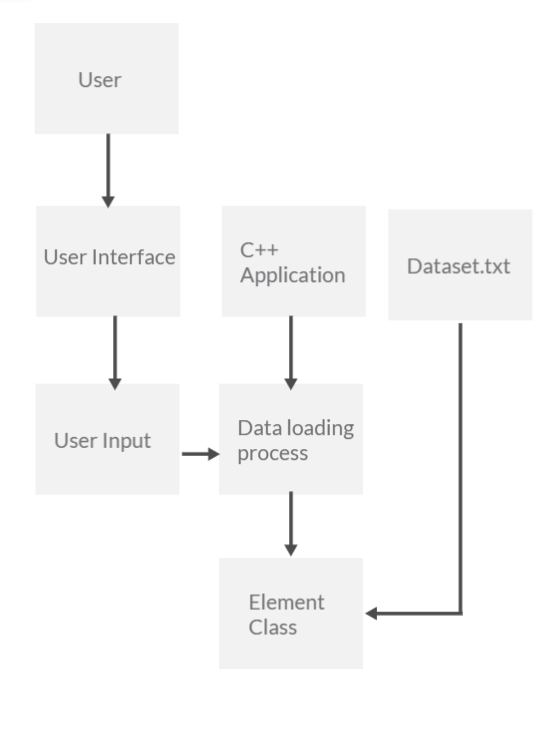 User
User Interface
C++
Application
Dataset.txt
User Input
Data loading
process
Element
Class